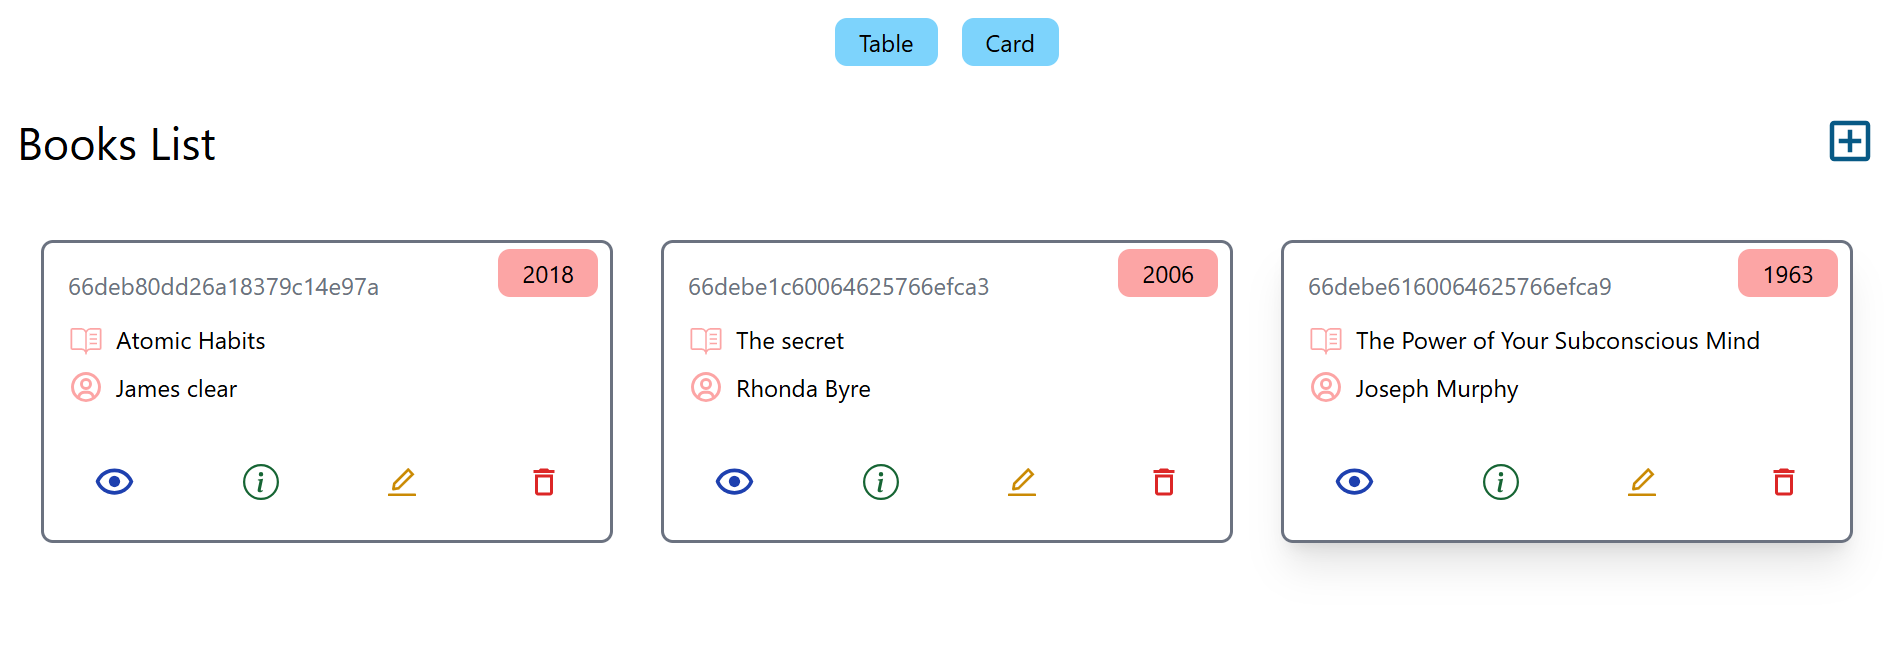 Table
Card
Books List
66deb80dd26a18379c14e97a
2018
Atomic Habits
James clear
66debe1c60064625766efca3
2006
The secret
Rhonda Byre
66debe6160064625766efca9
1963
The Power of Your Subconscious Mind
Joseph Murphy